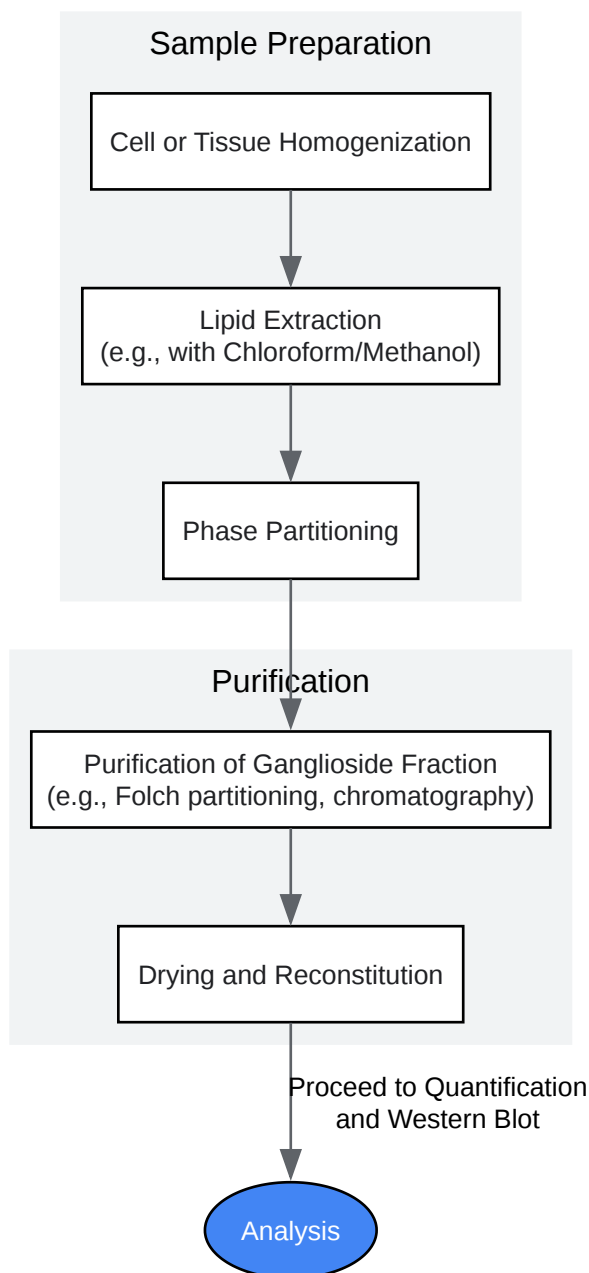 Sample Preparation
Cell or Tissue Homogenization
Lipid Extraction
(e.g., with Chloroform/Methanol)
Phase Partitioning
Purification
Purification of Ganglioside Fraction
(e.g., Folch partitioning, chromatography)
Drying and Reconstitution
Proceed to Quantification
and Western Blot
Analysis